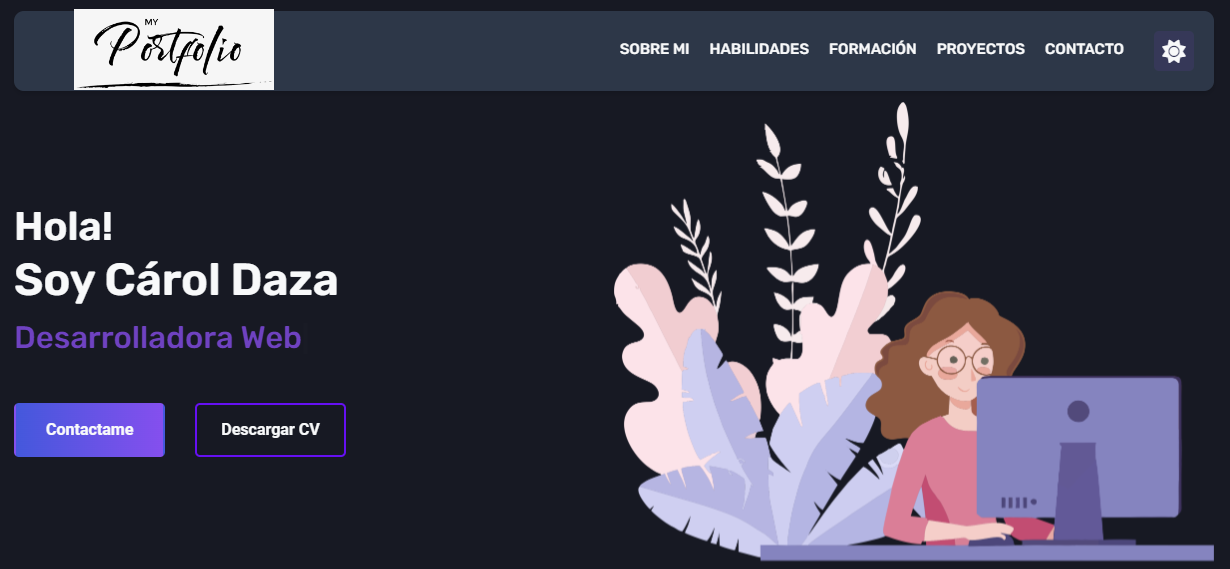 MY
Portfolio
SOBRE MI HABILIDADES FORMACIÓN PROYECTOS CONTACTO
Hola!
Soy Cárol Daza
Desarrolladora Web
Contactame Descargar CV